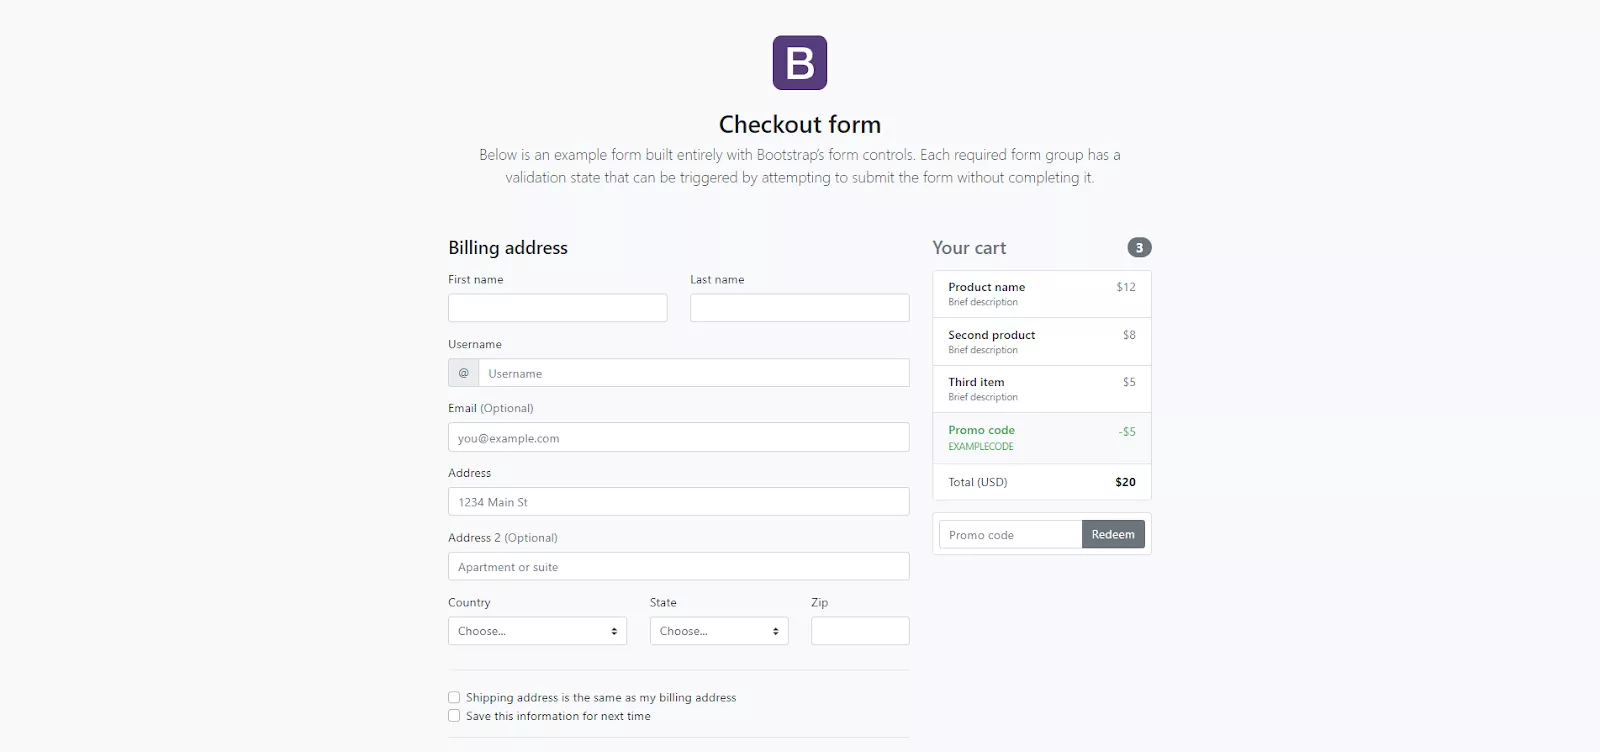 B
Checkout form
Below is an example form built entirely with Bootstrap’s form controls. Each required form group has a
validation state that can be triggered by attempting to submit the form without completing it.
Billing address
First name
Last name
Username
@ Username
Email (Optional)
you@example.com
Address
1234 Main St
Address 2 (Optional)
Apartment or suite
Country
State
Zip
Choose...
Choose...
Shipping address is the same as my billing address
Save this information for next time
Your cart 3
Product name $12
Brief description
Second product $8
Brief description
Third item $5
Brief description
Promo code -$5
EXAMPLECODE
Total (USD) $20
Promo code Redeem